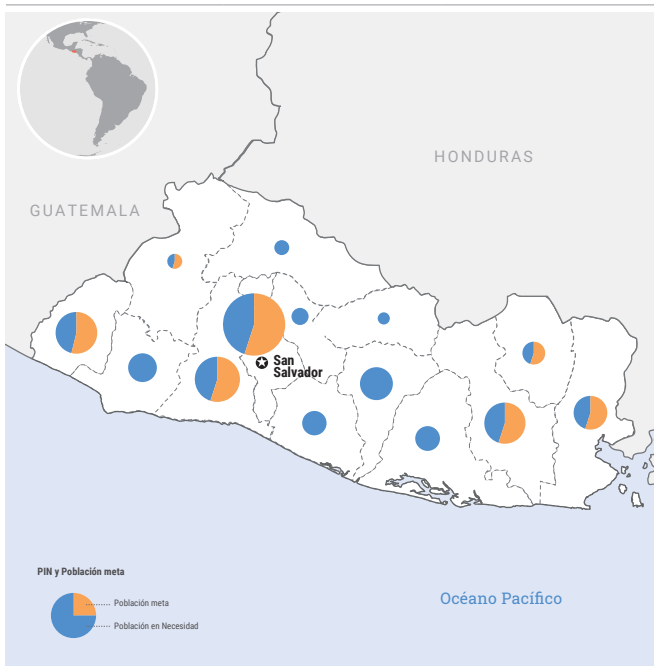 HONDURAS
GUATEMALA
San
Salvador
PIN y Población meta
Población meta
Población en Necesidad
Océano Pacífico